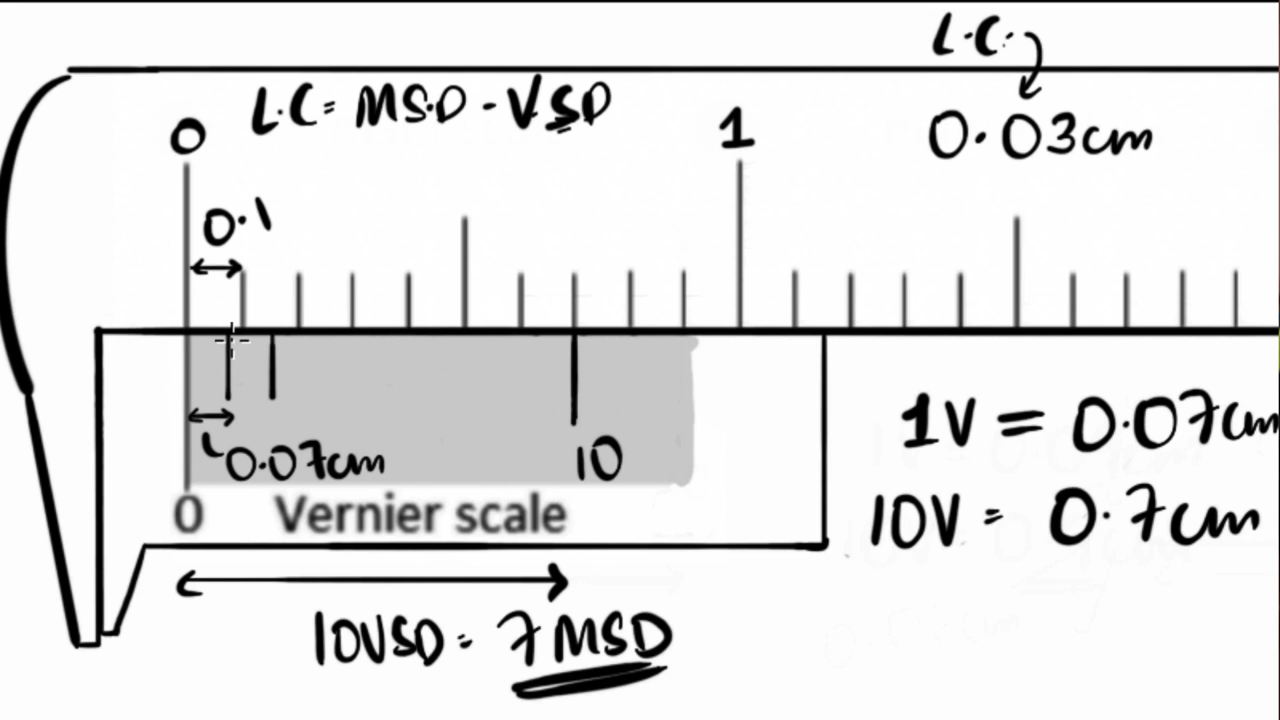 L.C.
L.C = MSD - VSD
0.03cm
0 1
0.1
1V = 0.07cm
0.07cm 10
0 Vernier scale
10V = 0.7cm
10VSD = 7MSD